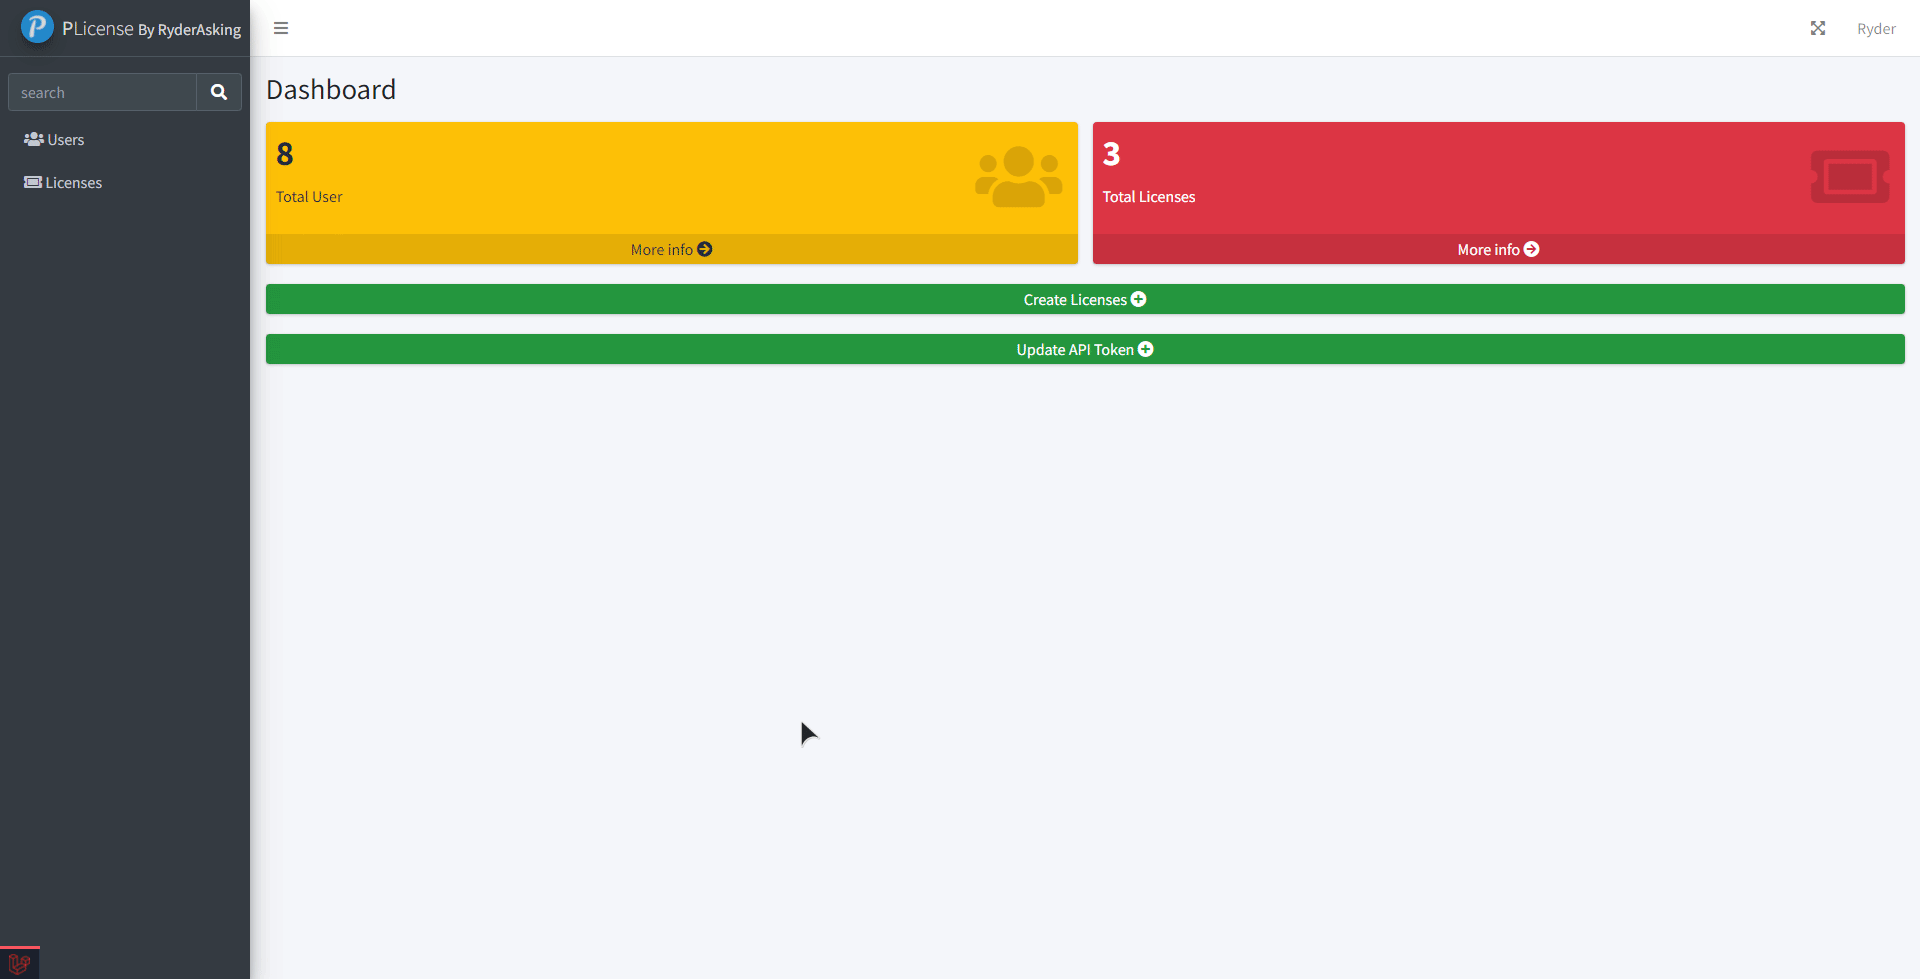 PLicense By RyderAsking
Ryder
search
Users
Licenses
Dashboard
8
Total User
More info
3
Total Licenses
More info
Create Licenses
Update API Token